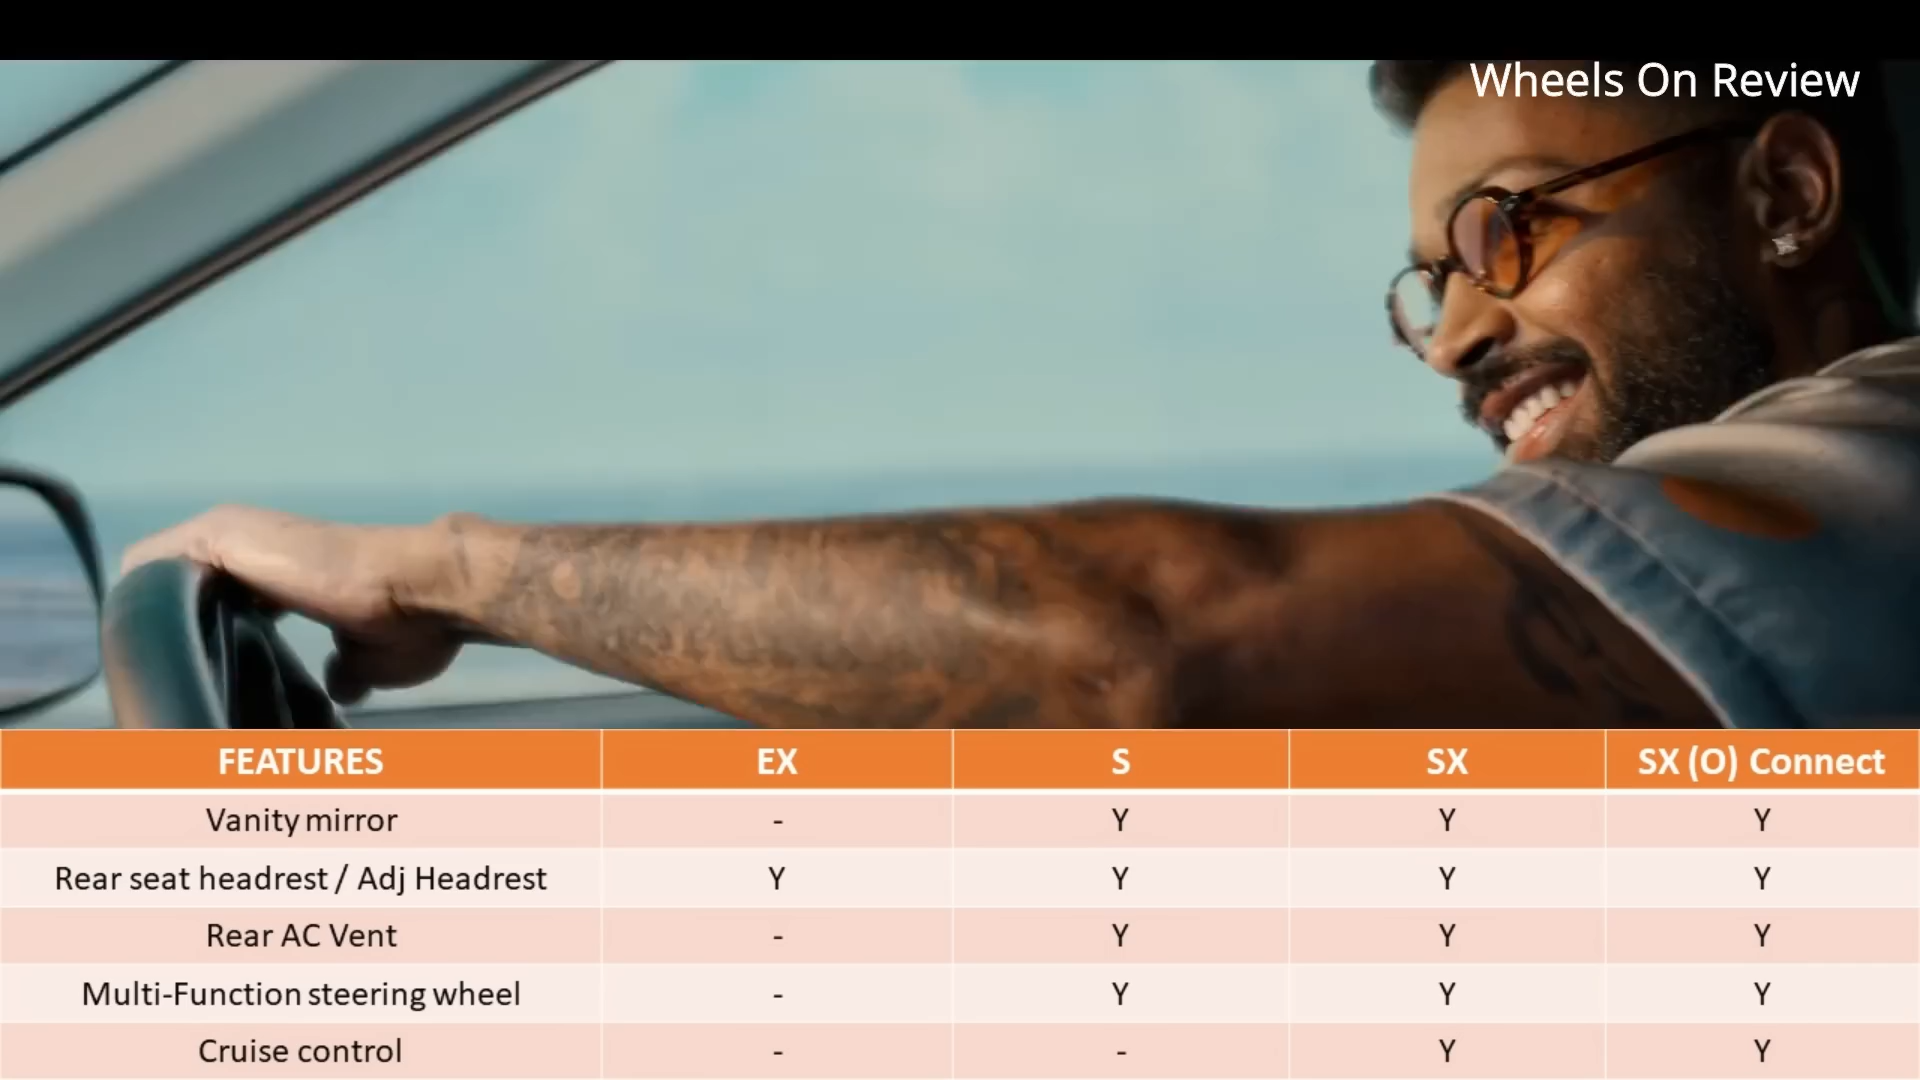 Wheels On Review
FEATURES EX S SX SX (O) Connect
Vanity mirror - Y Y Y
Rear seat headrest / Adj Headrest Y Y Y Y
Rear AC Vent - Y Y Y
Multi-Function steering wheel - Y Y Y
Cruise control - - Y Y